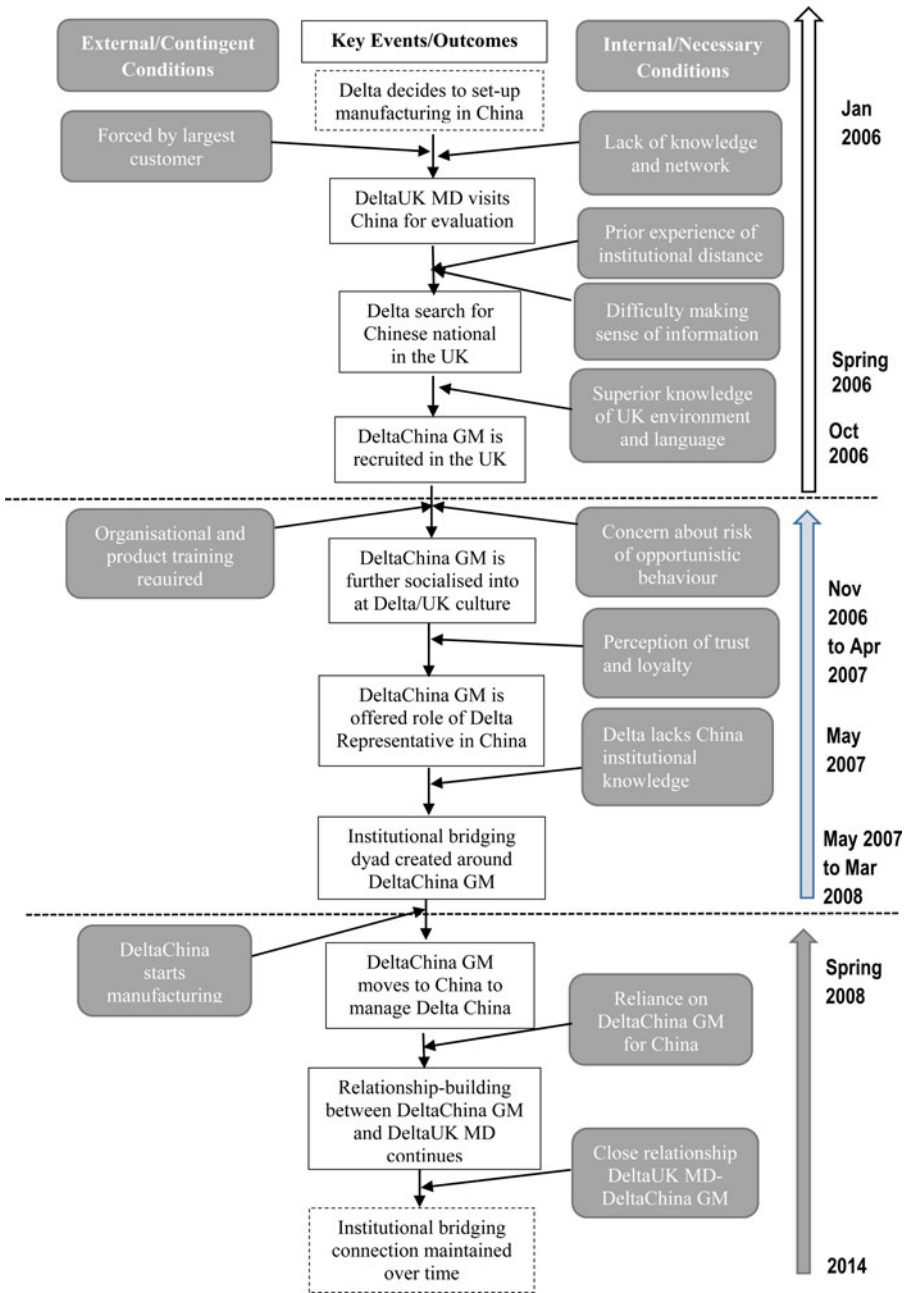 External/Contingent
Conditions
Key Events/Outcomes
Internal/Necessary
Conditions
Delta decides to set-up
manufacturing in China
Jan
2006
Forced by largest
customer
Lack of knowledge
and network
DeltaUK MD visits
China for evaluation
Prior experience of
institutional distance
Delta search for
Chinese national
in the UK
Difficulty making
sense of information
Spring
2006
Superior knowledge
of UK environment
and language
Oct
2006
DeltaChina GM is
recruited in the UK
Organisational and
product training
required
Concern about risk
of opportunistic
behaviour
DeltaChina GM is
further socialised into
at Delta/UK culture
Nov
2006
to Apr
2007
Perception of trust
and loyalty
DeltaChina GM is
offered role of Delta
Representative in China
May
2007
Delta lacks China
institutional
knowledge
Institutional bridging
dyad created around
DeltaChina GM
May 2007
to Mar
2008
DeltaChina
starts
manufacturing
DeltaChina GM
moves to China to
manage Delta China
Spring
2008
Reliance on
DeltaChina GM
for China
Relationship-building
between DeltaChina GM
and DeltaUK MD
continues
Close relationship
DeltaUK MD-
DeltaChina GM
Institutional bridging
connection maintained
over time
2014